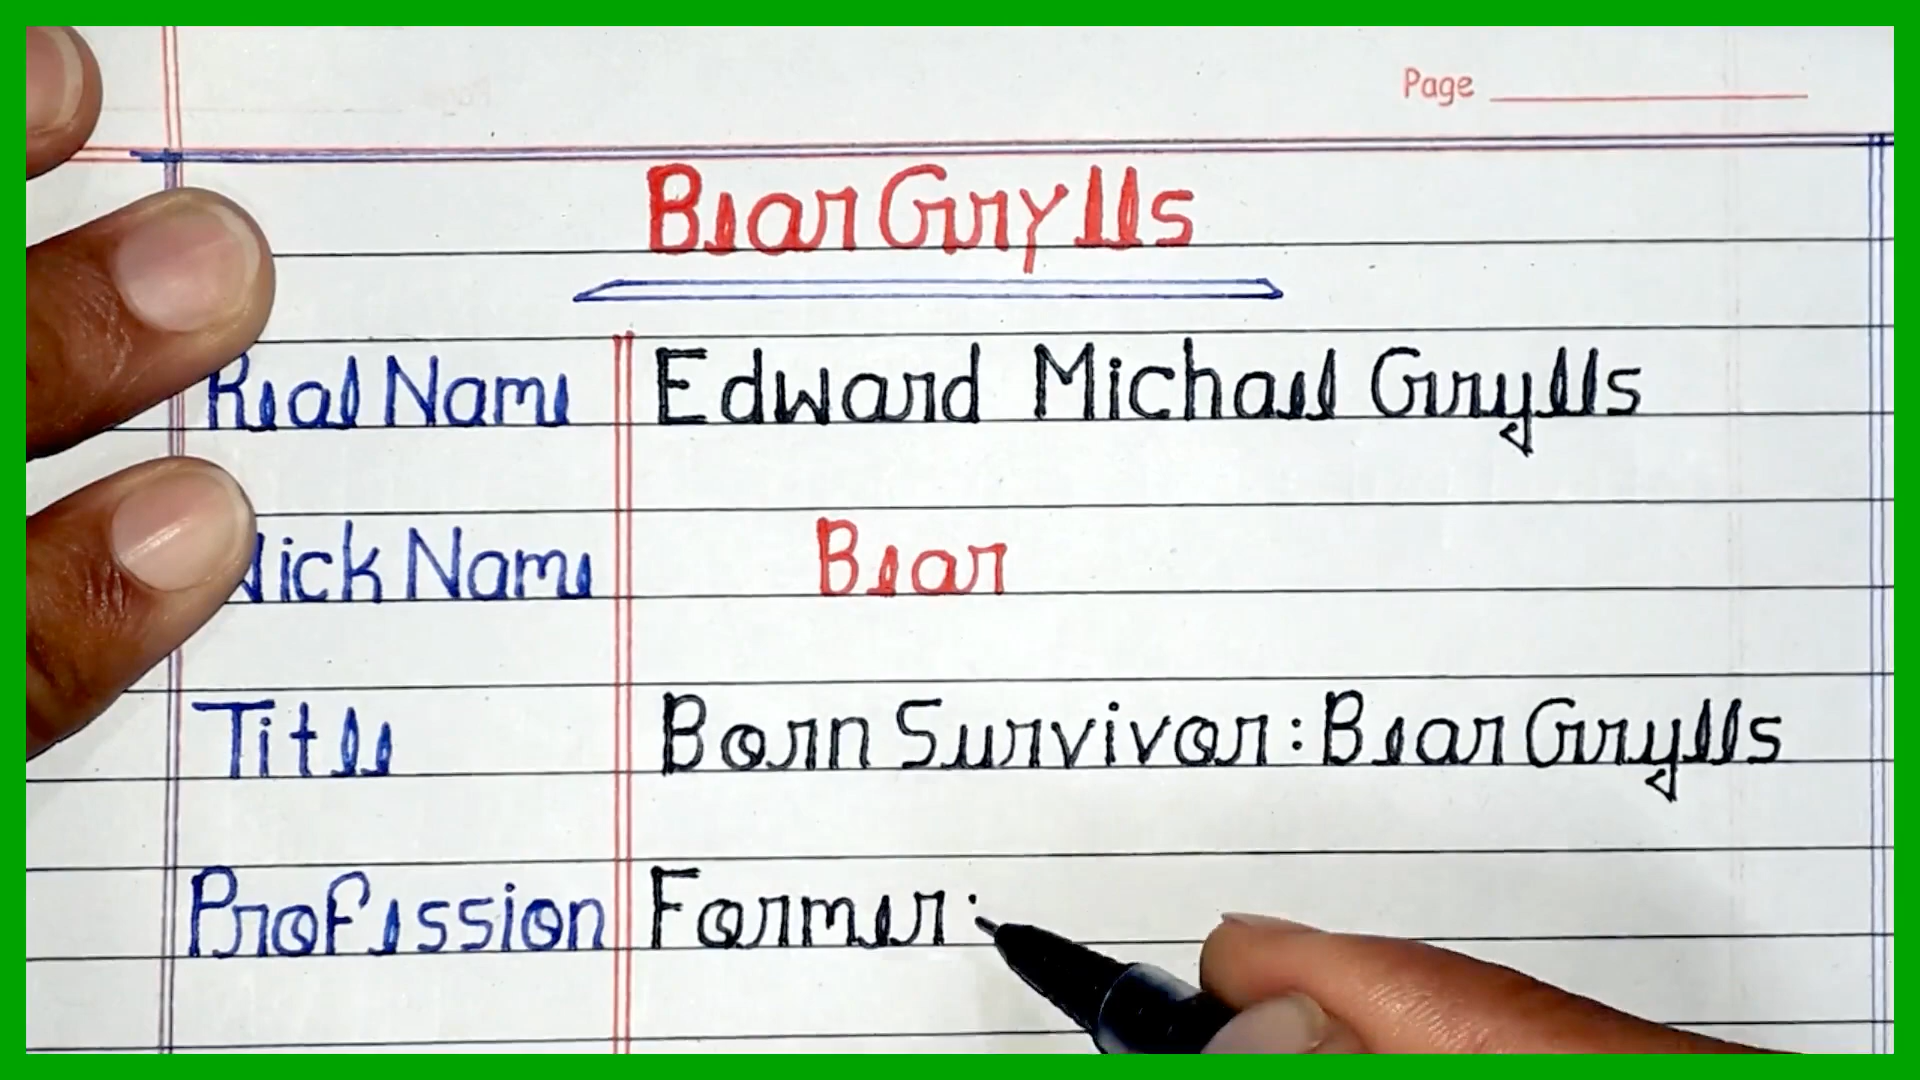 Page
Bear Grylls
Real Name Edward Michael Grylls
Nick Name Bear
Title Born Survivor: Bear Grylls
Profession Former: